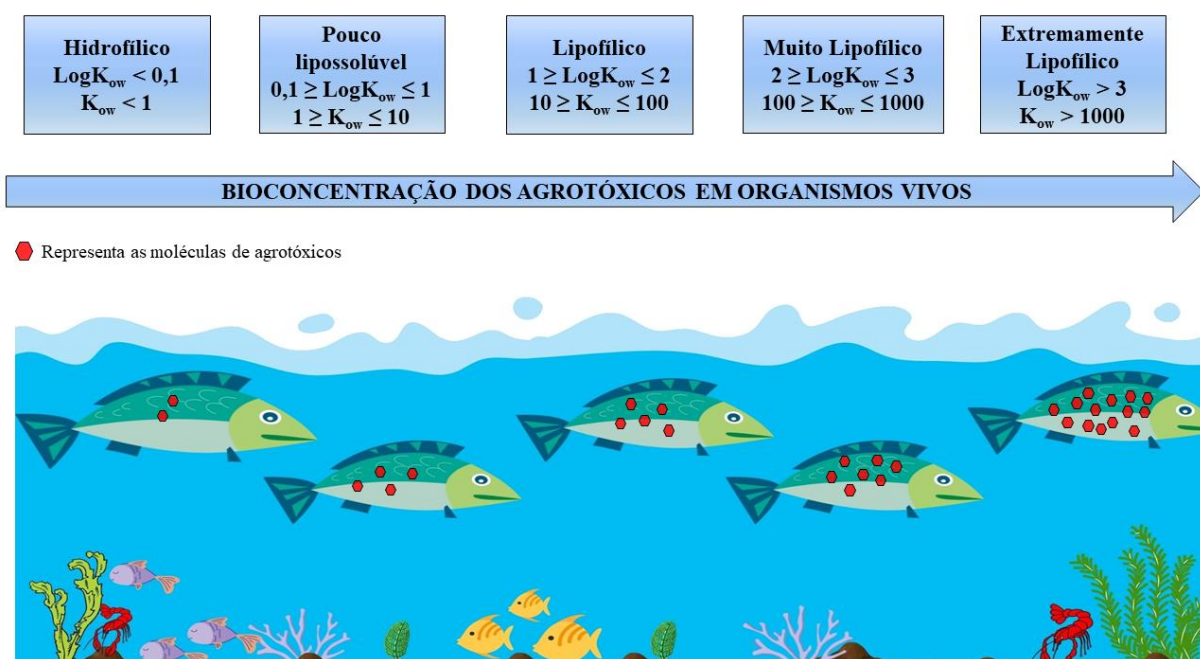 Hidrofílico
LogKow < 0,1
Kow < 1
Pouco
lipossolúvel
0,1 ≥ LogKow ≤ 1
1 ≥ Kow ≤ 10
Lipofílico
1 ≥ LogKow ≤ 2
10 ≥ Kow ≤ 100
Muito Lipofílico
2 ≥ LogKow ≤ 3
100 ≥ Kow ≤ 1000
Extremamente
Lipofílico
LogKow > 3
Kow > 1000
BIOCONCENTRAÇÃO DOS AGROTÓXICOS EM ORGANISMOS VIVOS
Representa as moléculas de agrotóxicos